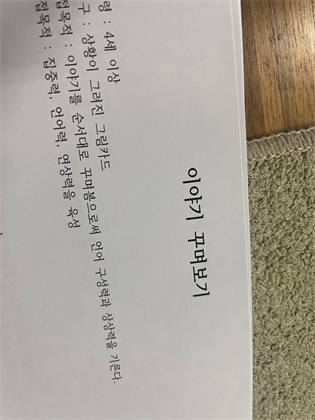 이야기 꾸며보기
령 : 4세 이상
구 : 상황이 그려진 그림카드
접목적 : 이야기를 순서대로 꾸며봄으로써 언어 구성력과 상상력을 기른다.
접목적 : 집중력, 언어력, 연상력을 육성